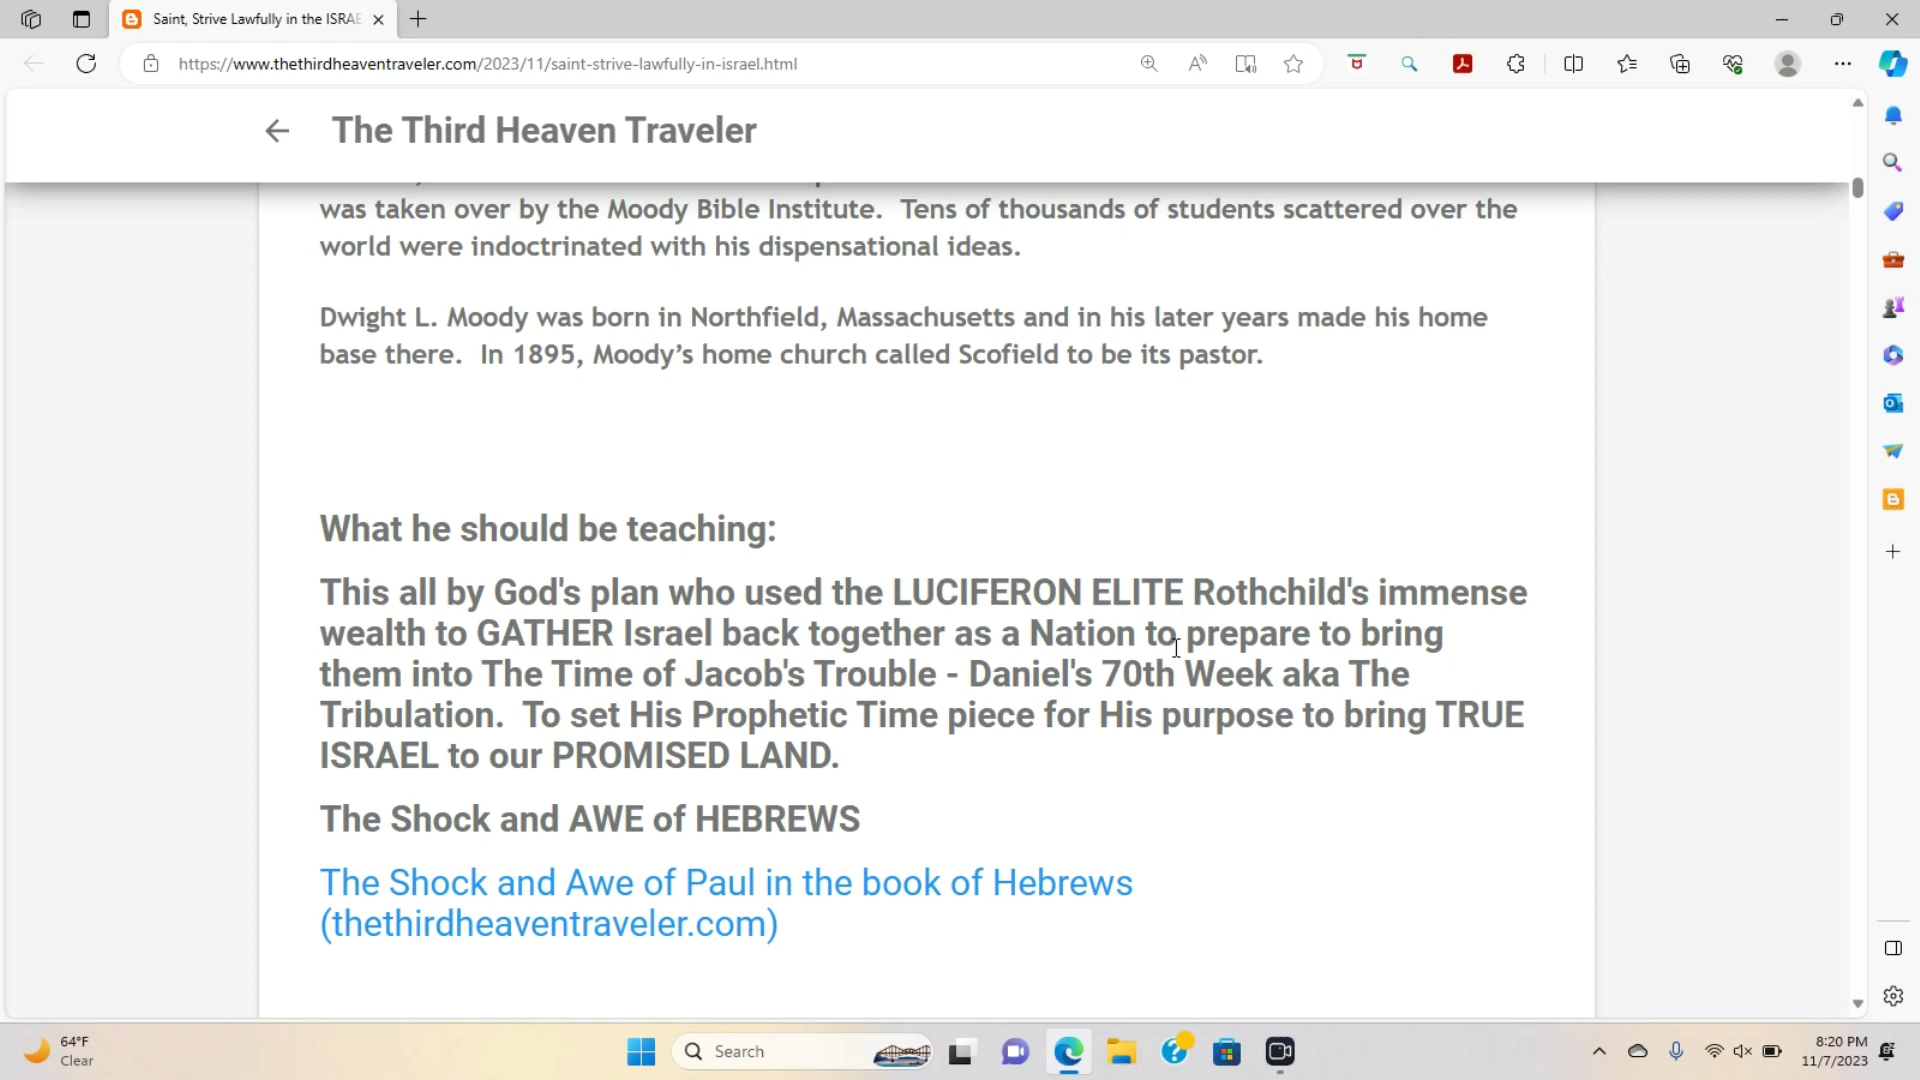 Saint, Strive Lawfully in the ISRAE
https://www.thethirdheaventraveler.com/2023/11/saint-strive-lawfully-in-israel.html
The Third Heaven Traveler
was taken over by the Moody Bible Institute.  Tens of thousands of students scattered over the
world were indoctrinated with his dispensational ideas.
Dwight L. Moody was born in Northfield, Massachusetts and in his later years made his home
base there.  In 1895, Moody’s home church called Scofield to be its pastor.
What he should be teaching:
This all by God's plan who used the LUCIFERON ELITE Rothchild's immense
wealth to GATHER Israel back together as a Nation to prepare to bring
them into The Time of Jacob's Trouble - Daniel's 70th Week aka The
Tribulation.  To set His Prophetic Time piece for His purpose to bring TRUE
ISRAEL to our PROMISED LAND.
The Shock and AWE of HEBREWS
The Shock and Awe of Paul in the book of Hebrews
(thethirdheaventraveler.com)
64°F
Clear
Search
8:20 PM
11/7/2023